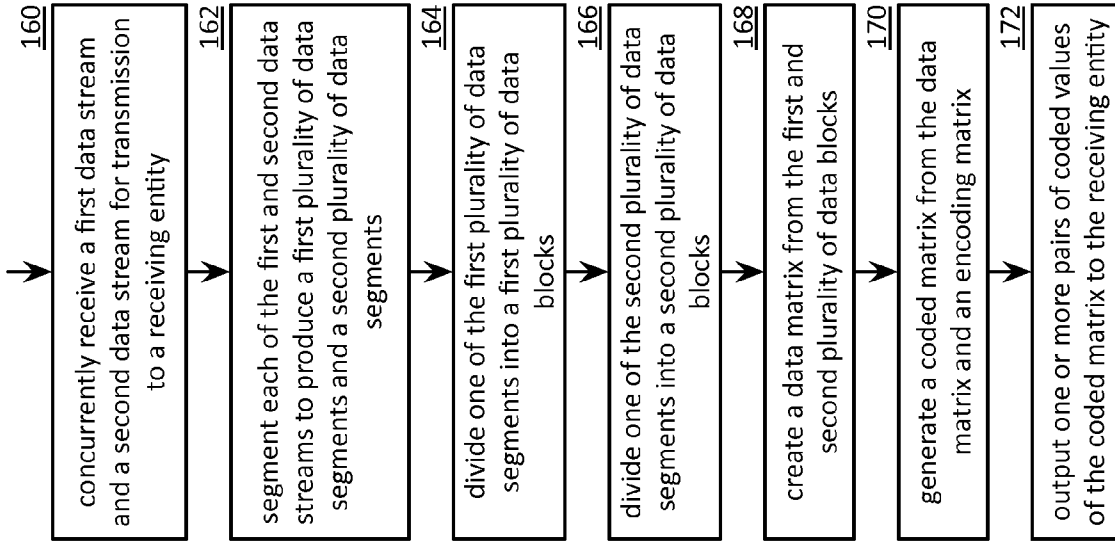 160
concurrently receive a first data stream
and a second data stream for transmission
to a receiving entity
162
segment each of the first and second data
streams to produce a first plurality of data
segments and a second plurality of data
segments
164
divide one of the first plurality of data
segments into a first plurality of data
blocks
166
divide one of the second plurality of data
segments into a second plurality of data
blocks
168
create a data matrix from the first and
second plurality of data blocks
170
generate a coded matrix from the data
matrix and an encoding matrix
172
output one or more pairs of coded values
of the coded matrix to the receiving entity